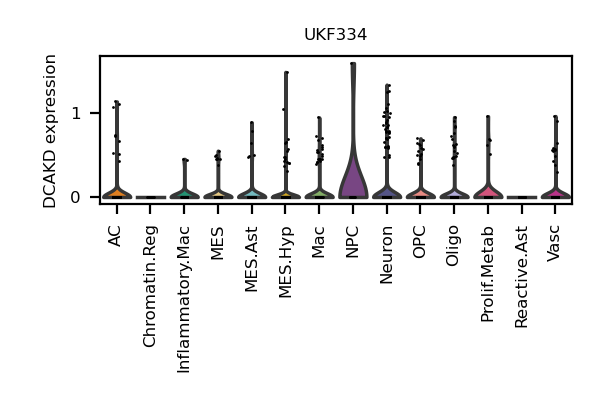 UKF334
DCAKD expression
1
0
AC
Chromatin.Reg
Inflammatory.Mac
MES
MES.Ast
MES.Hyp
Mac
NPC
Neuron
OPC
Oligo
Prolif.Metab
Reactive.Ast
Vasc